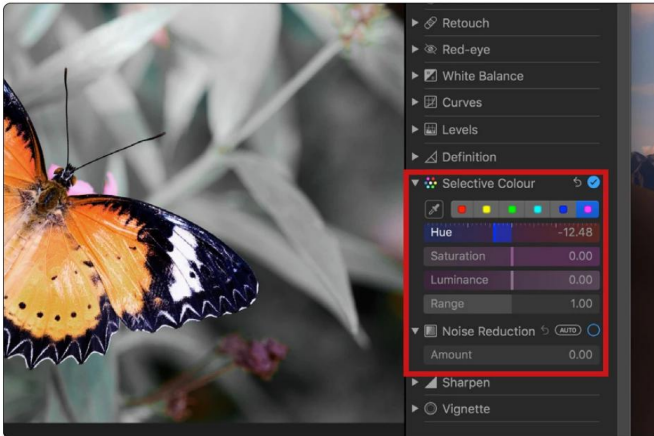 Retouch
Red-eye
White Balance
Curves
Levels
Definition
Selective Colour
Hue -12.48
Saturation 0.00
Luminance 0.00
Range 1.00
Noise Reduction AUTO
Amount 0.00
Sharpen
Vignette